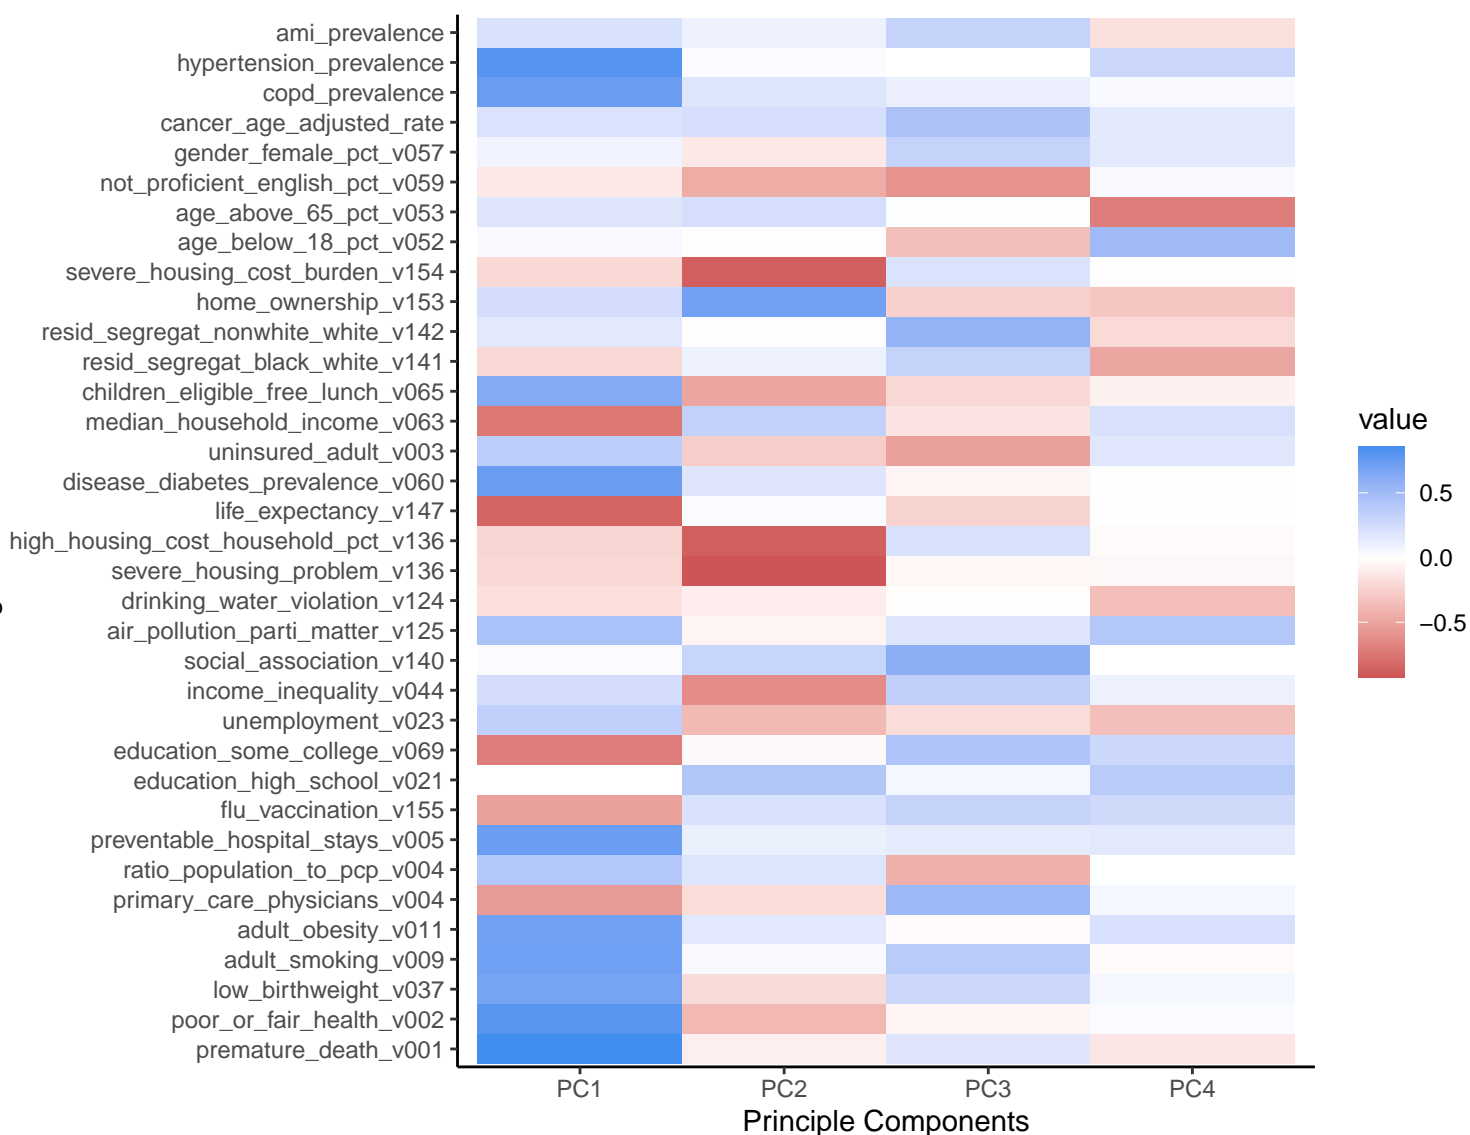 ami_prevalence
hypertension_prevalence
copd_prevalence
cancer_age_adjusted_rate
gender_female_pct_v057
not_proficient_english_pct_v059
age_above_65_pct_v053
age_below_18_pct_v052
severe_housing_cost_burden_v154
home_ownership_v153
resid_segregat_nonwhite_white_v142
resid_segregat_black_white_v141
children_eligible_free_lunch_v065
median_household_income_v063
uninsured_adult_v003
disease_diabetes_prevalence_v060
life_expectancy_v147
high_housing_cost_household_pct_v136
severe_housing_problem_v136
drinking_water_violation_v124
air_pollution_parti_matter_v125
social_association_v140
income_inequality_v044
unemployment_v023
education_some_college_v069
education_high_school_v021
flu_vaccination_v155
preventable_hospital_stays_v005
ratio_population_to_pcp_v004
primary_care_physicians_v004
adult_obesity_v011
adult_smoking_v009
low_birthweight_v037
poor_or_fair_health_v002
premature_death_v001
PC1 PC2 PC3 PC4
Principle Components
value
0.5
0.0
−0.5